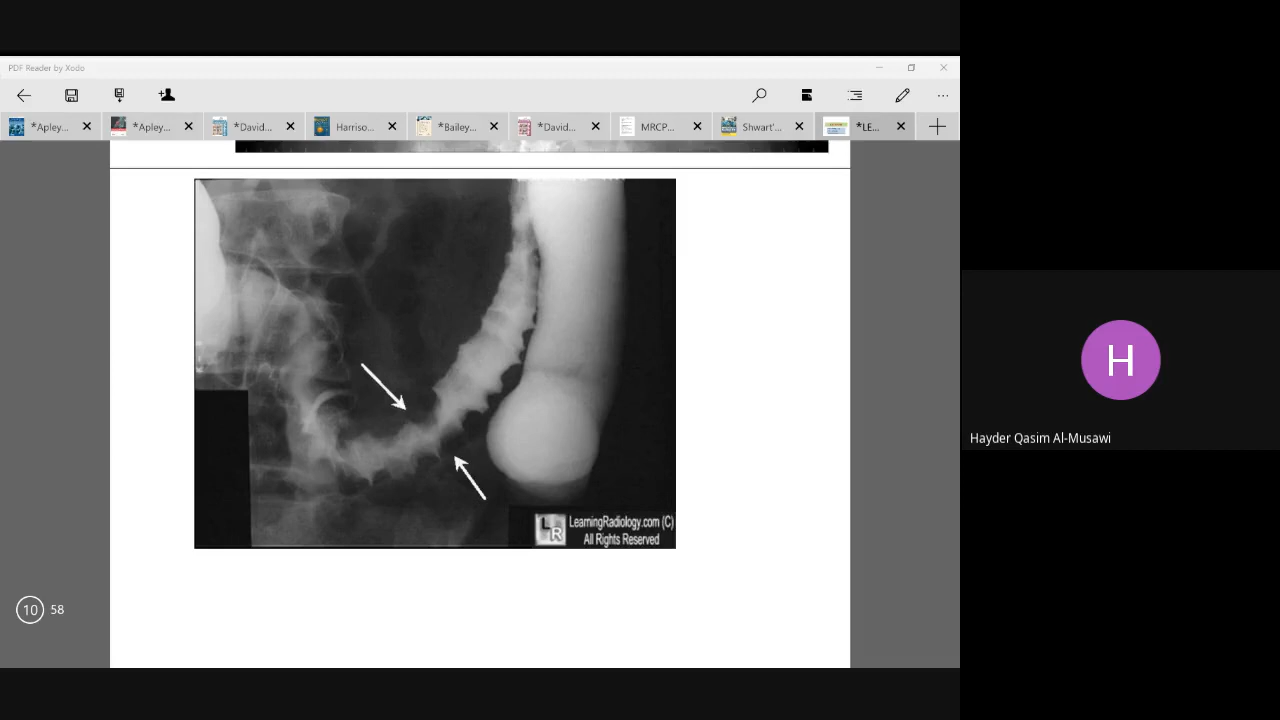 PDF Reader by Xodo
*Apley... *Apley... *David... Harriso... *Bailey... *David... MRCP... Shwart'... *LE...
LR
LearningRadiology.com (C)
All Rights Reserved
H
Hayder Qasim Al-Musawi
10 58